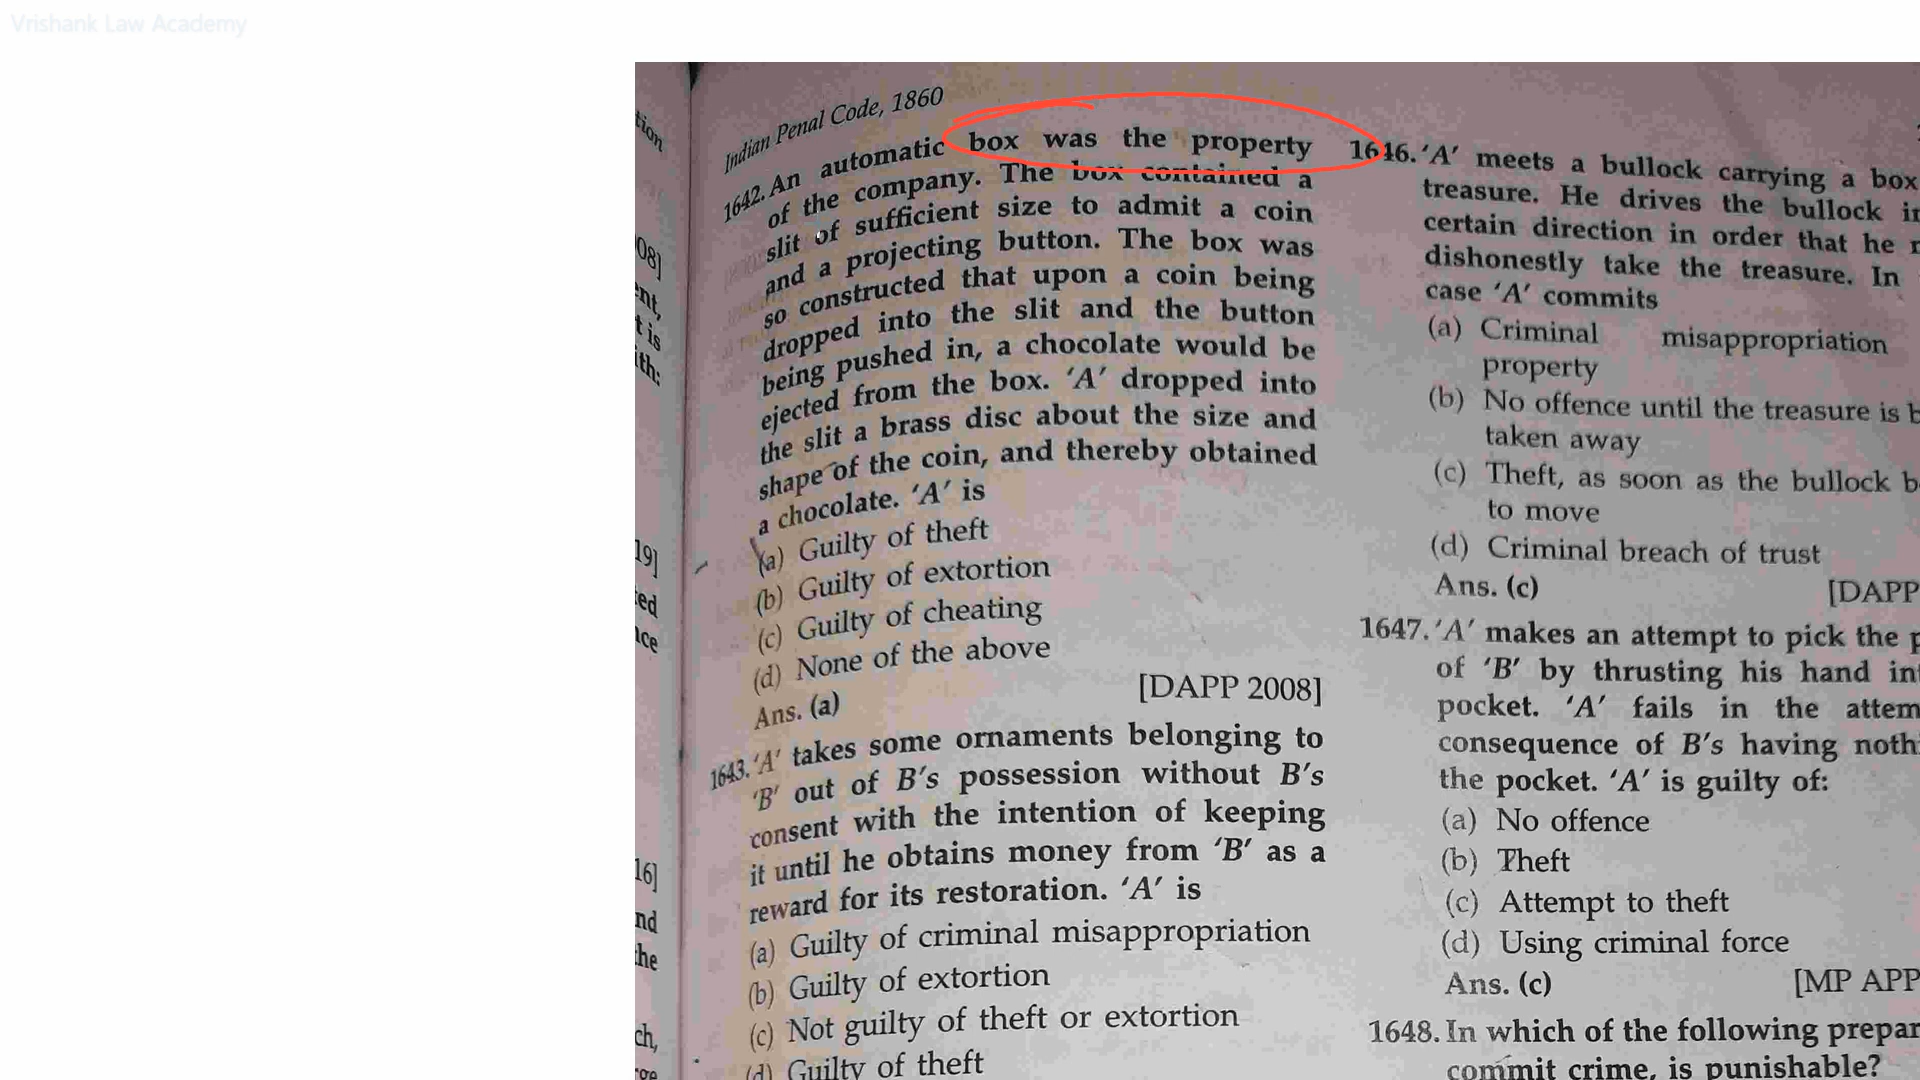 Vrishank Law Academy
Indian Penal Code, 1860
1642. An automatic box was the property
of the company. The box contained a
slit of sufficient size to admit a coin
and a projecting button. The box was
so constructed that upon a coin being
dropped into the slit and the button
being pushed in, a chocolate would be
ejected from the box. ‘A’ dropped into
the slit a brass disc about the size and
shape of the coin, and thereby obtained
a chocolate. ‘A’ is
(a) Guilty of theft
(b) Guilty of extortion
(c) Guilty of cheating
(d) None of the above
Ans. (a) [DAPP 2008]
1643. ‘A’ takes some ornaments belonging to
‘B’ out of B’s possession without B’s
consent with the intention of keeping
it until he obtains money from ‘B’ as a
reward for its restoration. ‘A’ is
(a) Guilty of criminal misappropriation
(b) Guilty of extortion
(c) Not guilty of theft or extortion
(d) Guilty of theft
1646. ‘A’ meets a bullock carrying a box
treasure. He drives the bullock
certain direction in order that he
dishonestly take the treasure. In
case ‘A’ commits
(a) Criminal misappropriation
property
(b) No offence until the treasure is
taken away
(c) Theft, as soon as the bullock
to move
(d) Criminal breach of trust
Ans. (c) [DAPP
1647. ‘A’ makes an attempt to pick the
of ‘B’ by thrusting his hand
pocket. ‘A’ fails in the
consequence of B’s having
the pocket. ‘A’ is guilty of:
(a) No offence
(b) Theft
(c) Attempt to theft
(d) Using criminal force
Ans. (c) [MP APP
1648. In which of the following
commit crime, is punishable?